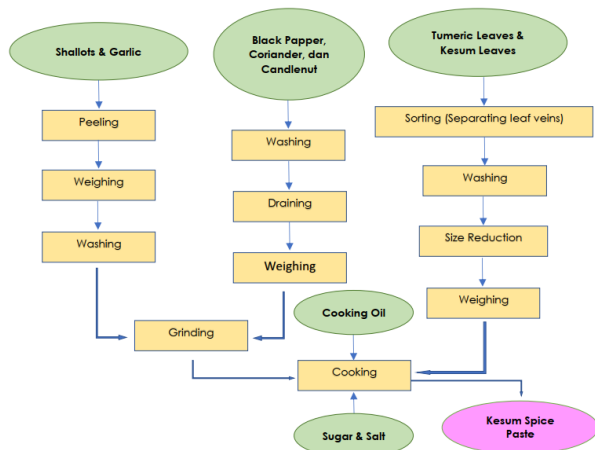 Shallots & Garlic
Peeling
Weighing
Washing
Black Papper,
Coriander, dan
Candlenut
Washing
Draining
Weighing
Tumeric Leaves &
Kesum Leaves
Sorting (Separating leaf veins)
Washing
Size Reduction
Weighing
Grinding
Cooking Oil
Cooking
Sugar & Salt
Kesum Spice
Paste